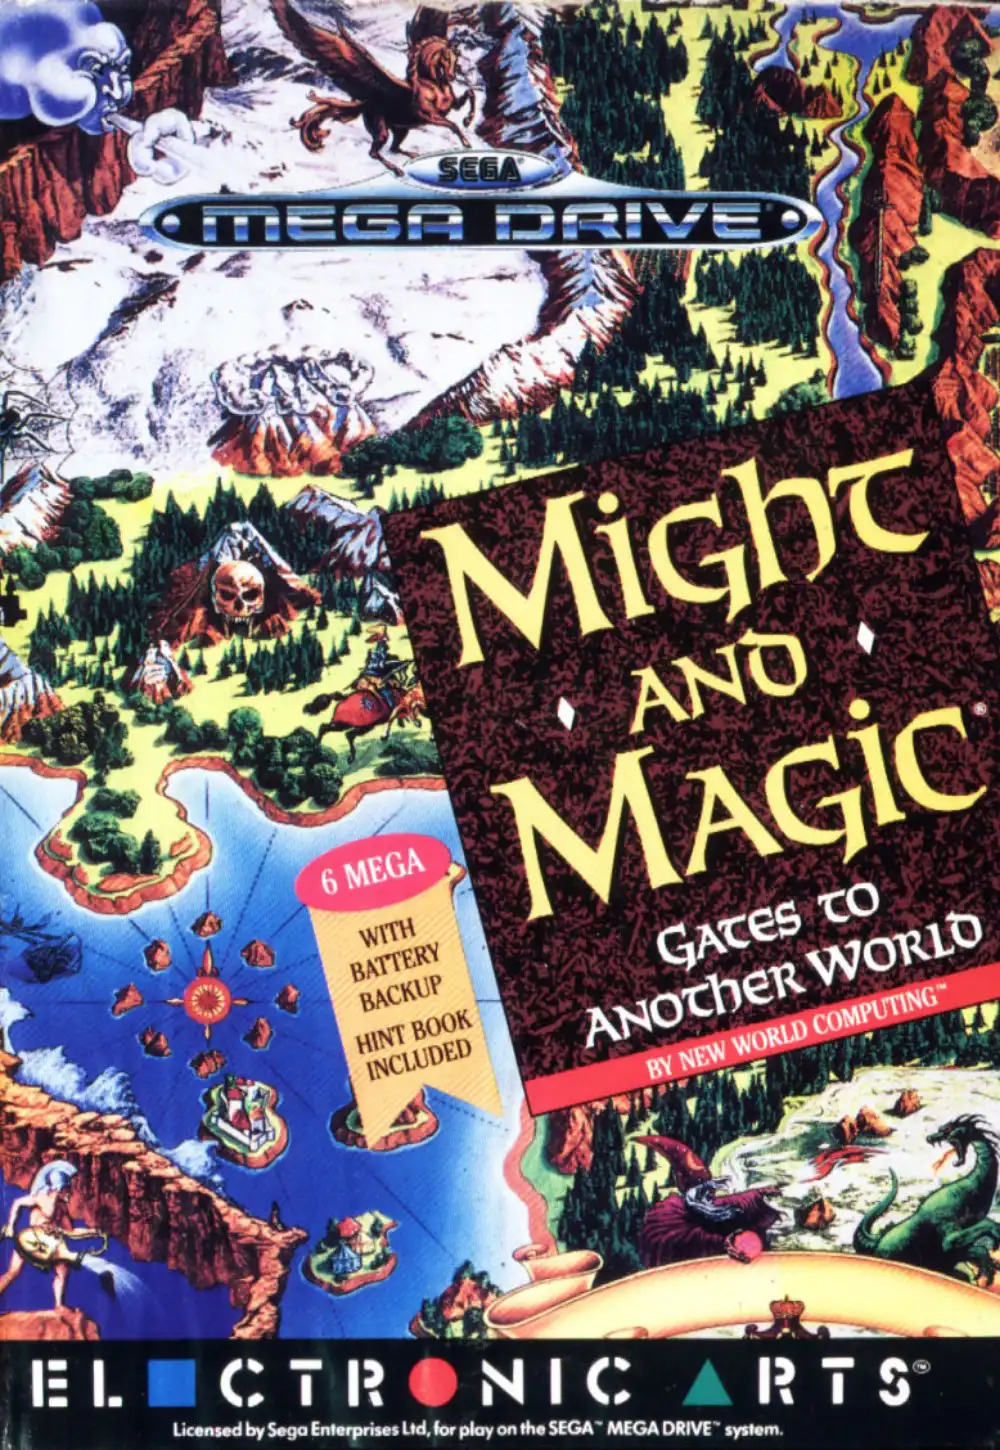 SEGA
MEGA DRIVE
Might
AND
MAGIC®
GATES TO
ANOTHER WORLD
BY NEW WORLD COMPUTING™
6 MEGA
WITH
BATTERY
BACKUP
HINT BOOK
INCLUDED
ELECTRONIC ARTS™
Licensed by Sega Enterprises Ltd, for play on the SEGA™ MEGA DRIVE™ system.